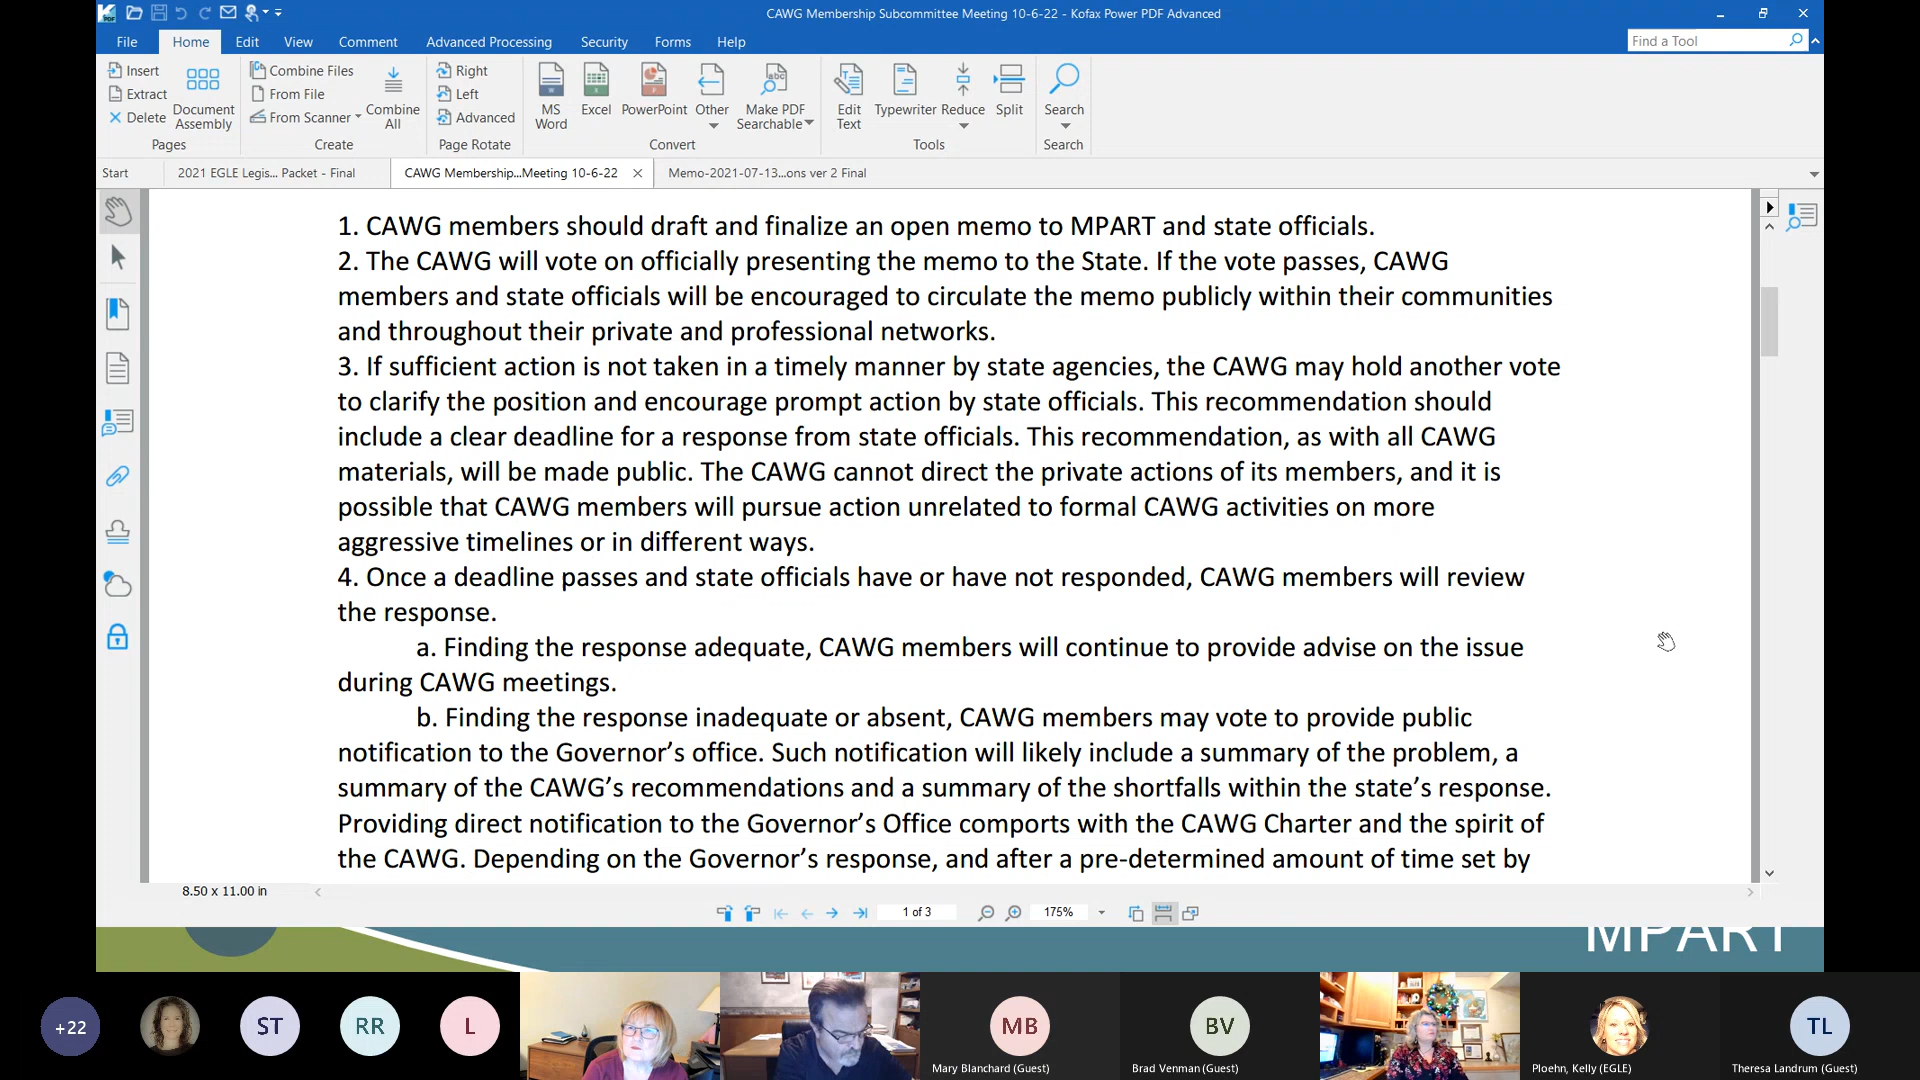 CAWG Membership Subcommittee Meeting 10-6-22 - Kofax Power PDF Advanced
File Home Edit View Comment Advanced Processing Security Forms Help
Find a Tool
Insert
Extract
Delete
Document
Assembly
Pages
Combine Files
From File
From Scanner
Combine
All
Create
Right
Left
Advanced
Page Rotate
MS
Word
Excel
PowerPoint
Other
Make PDF
Searchable
Convert
Edit
Text
Typewriter
Reduce
Split
Tools
Search
Search
Start
2021 EGLE Legis... Packet - Final
CAWG Membership...Meeting 10-6-22
Memo-2021-07-13...ons ver 2 Final
1. CAWG members should draft and finalize an open memo to MPART and state officials.
2. The CAWG will vote on officially presenting the memo to the State. If the vote passes, CAWG
members and state officials will be encouraged to circulate the memo publicly within their communities
and throughout their private and professional networks.
3. If sufficient action is not taken in a timely manner by state agencies, the CAWG may hold another vote
to clarify the position and encourage prompt action by state officials. This recommendation should
include a clear deadline for a response from state officials. This recommendation, as with all CAWG
materials, will be made public. The CAWG cannot direct the private actions of its members, and it is
possible that CAWG members will pursue action unrelated to formal CAWG activities on more
aggressive timelines or in different ways.
4. Once a deadline passes and state officials have or have not responded, CAWG members will review
the response.
a. Finding the response adequate, CAWG members will continue to provide advise on the issue
during CAWG meetings.
b. Finding the response inadequate or absent, CAWG members may vote to provide public
notification to the Governor’s office. Such notification will likely include a summary of the problem, a
summary of the CAWG’s recommendations and a summary of the shortfalls within the state’s response.
Providing direct notification to the Governor’s Office comports with the CAWG Charter and the spirit of
the CAWG. Depending on the Governor’s response, and after a pre-determined amount of time set by
8.50 x 11.00 in
1 of 3
175%
MPART
+22
ST
RR
L
MB
Mary Blanchard (Guest)
BV
Brad Venman (Guest)
Ploehn, Kelly (EGLE)
TL
Theresa Landrum (Guest)